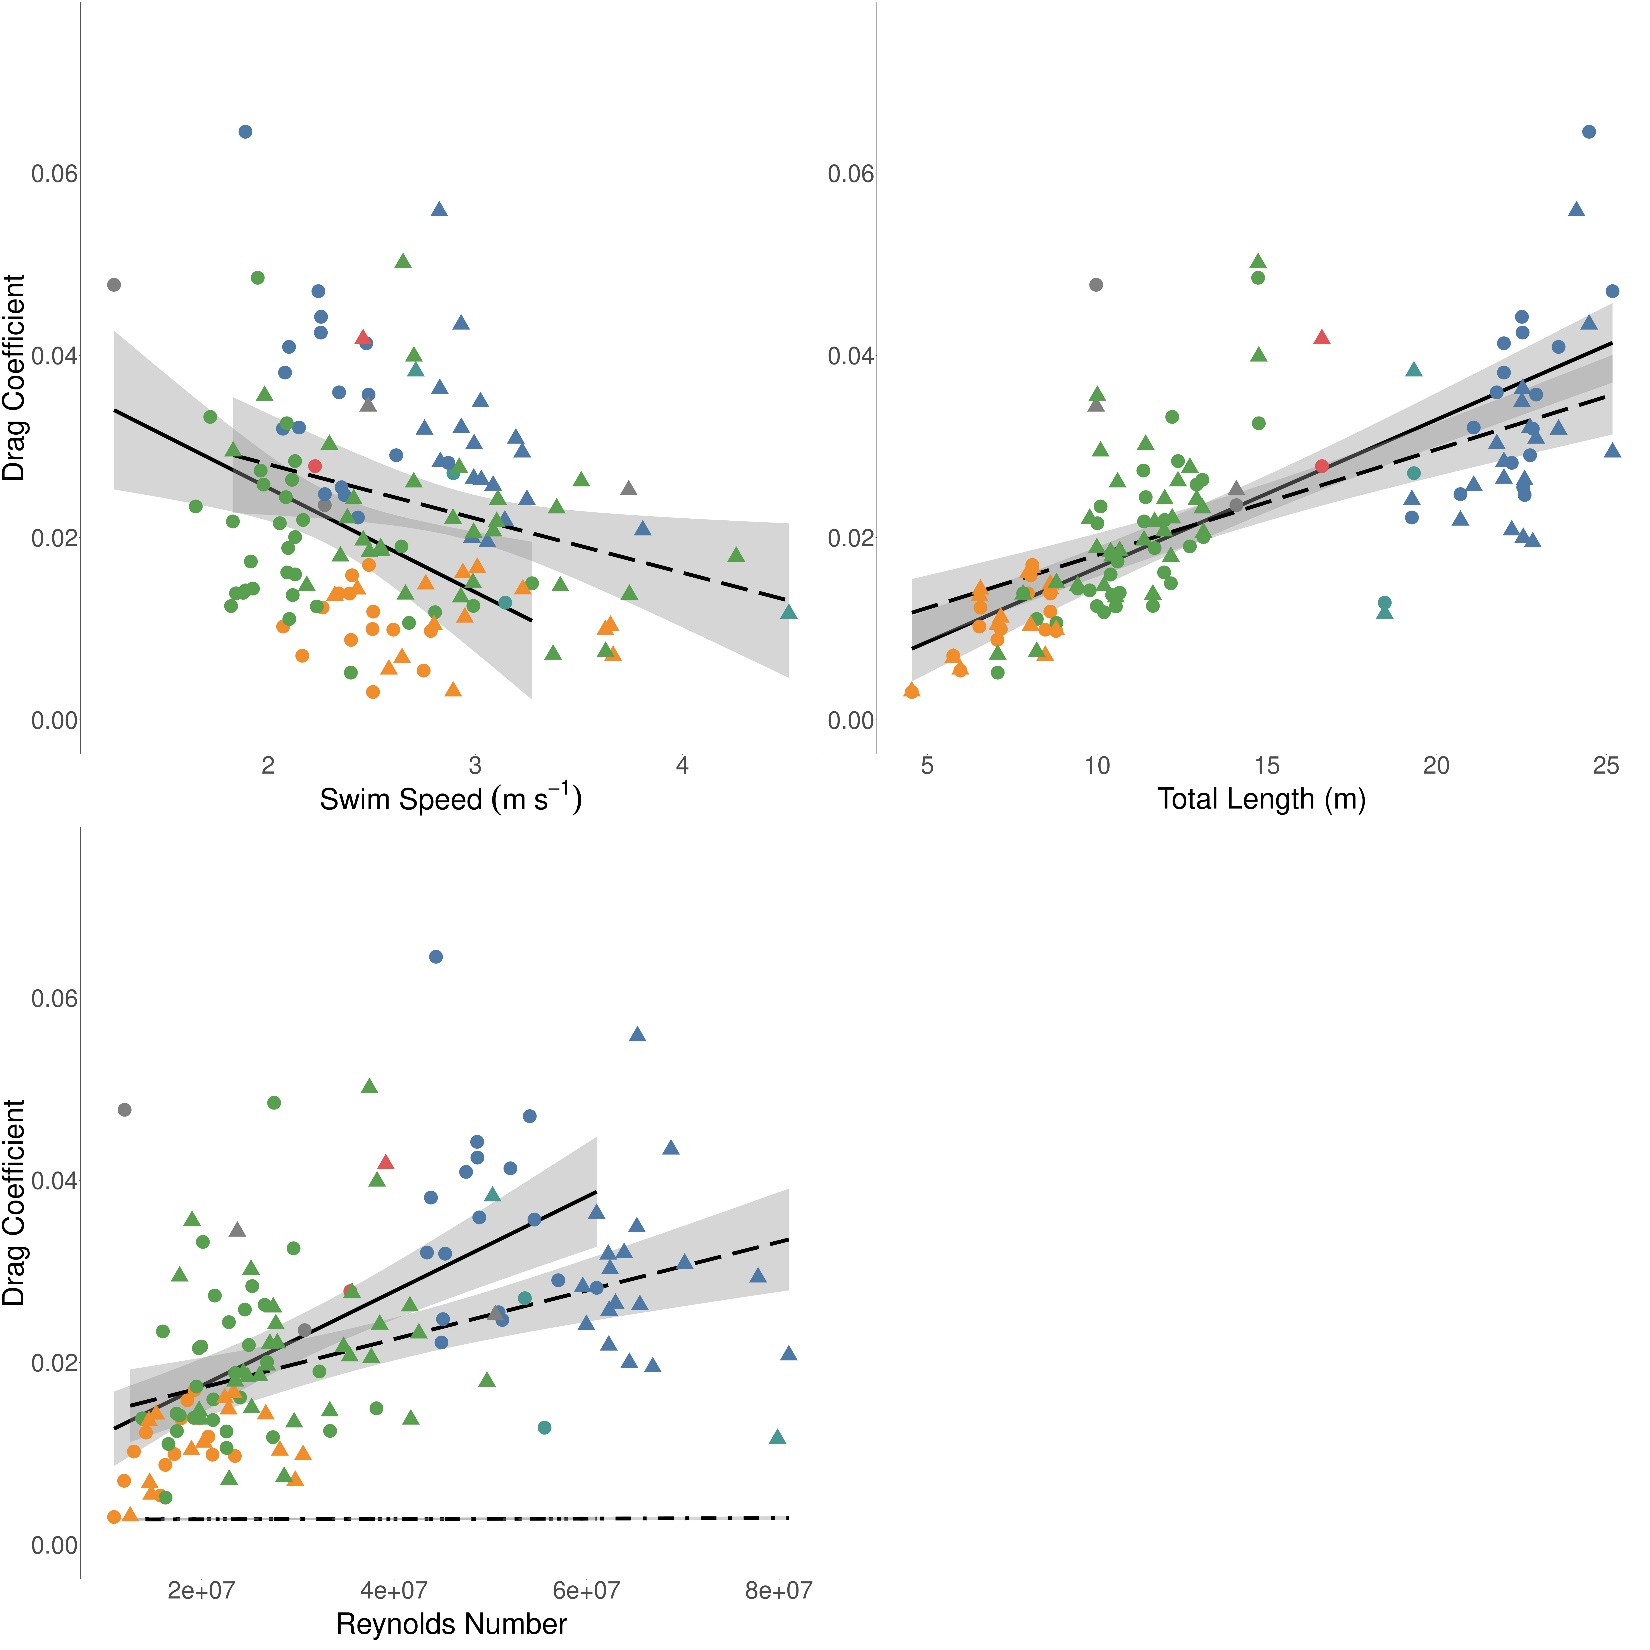 Drag Coefficient
0.06
0.04
0.02
0.00
2 3 4
Swim Speed (m s⁻¹)
0.06
0.04
0.02
0.00
5 10 15 20 25
Total Length (m)
Drag Coefficient
0.06
0.04
0.02
0.00
2e+07 4e+07 6e+07 8e+07
Reynolds Number